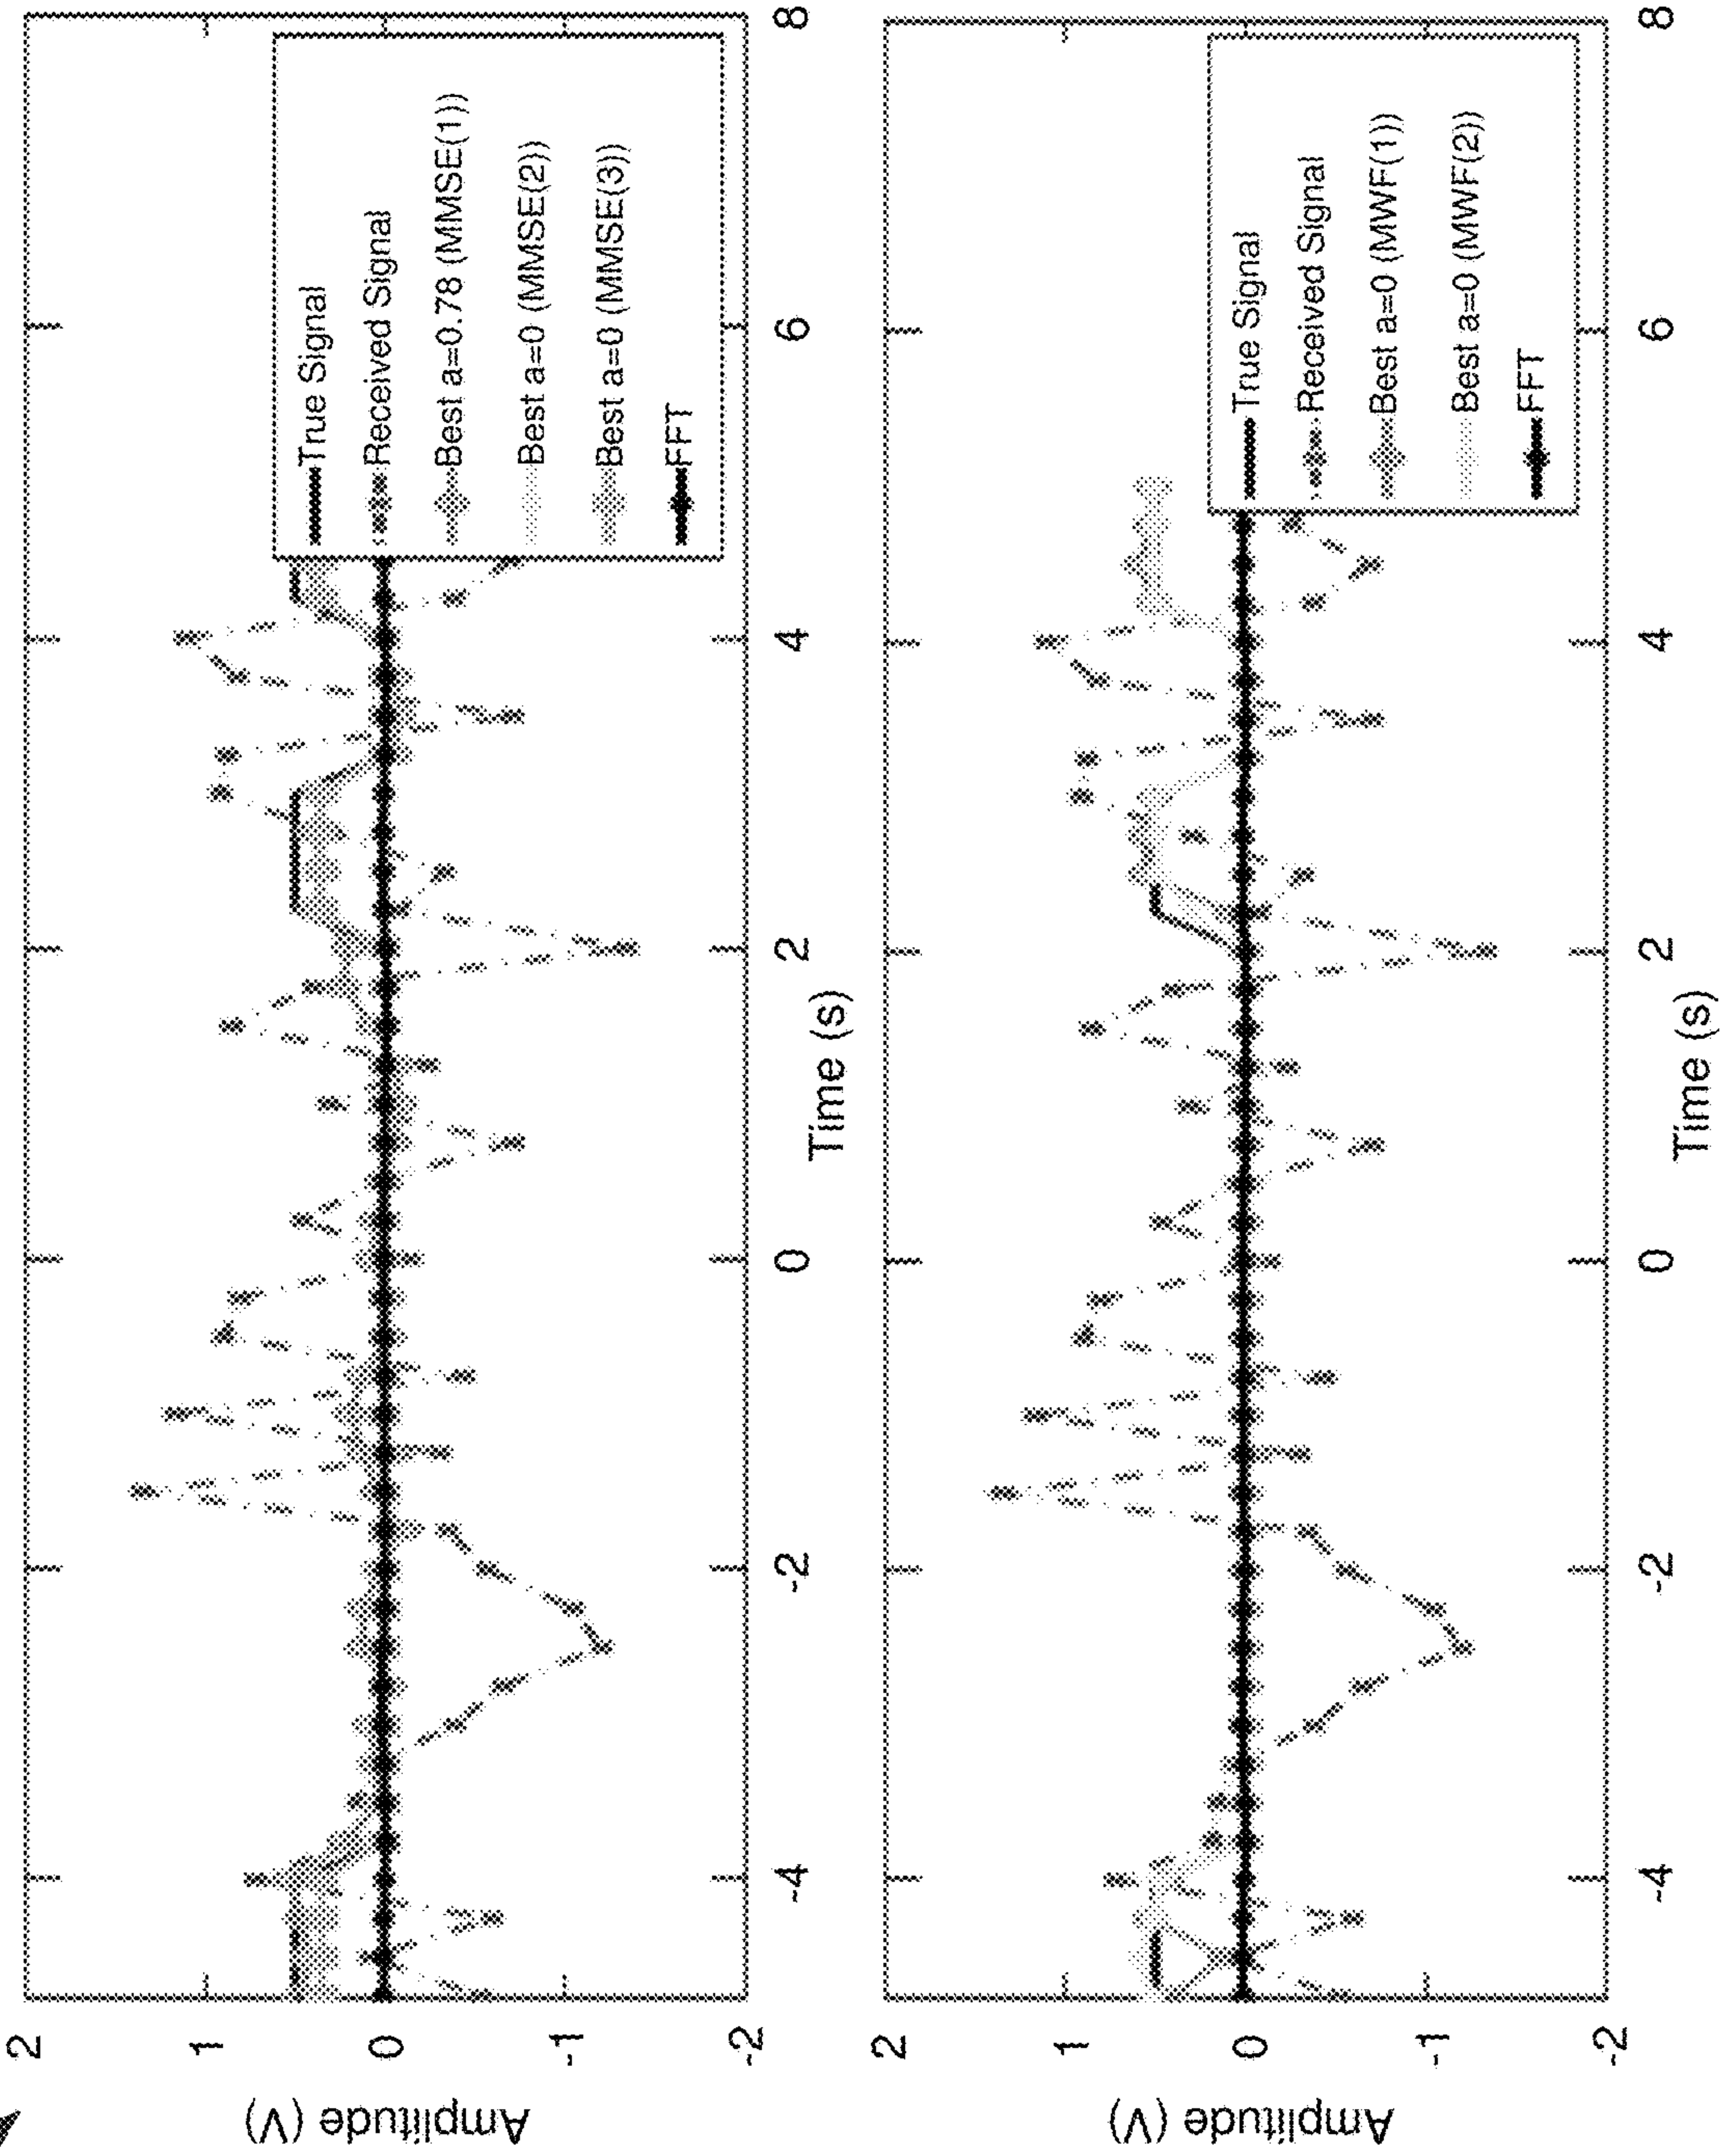 2
1
0
-1
-2
Amplitude (V)
-4
-2
0
2
4
6
8
Time (s)
True Signal
Received Signal
Best a=0.78 (MMSE(1))
Best a=0 (MMSE(2))
Best a=0 (MMSE(3))
FFT
2
1
0
-1
-2
Amplitude (V)
-4
-2
0
2
4
6
8
Time (s)
True Signal
Received Signal
Best a=0 (MWF(1))
Best a=0 (MWF(2))
FFT